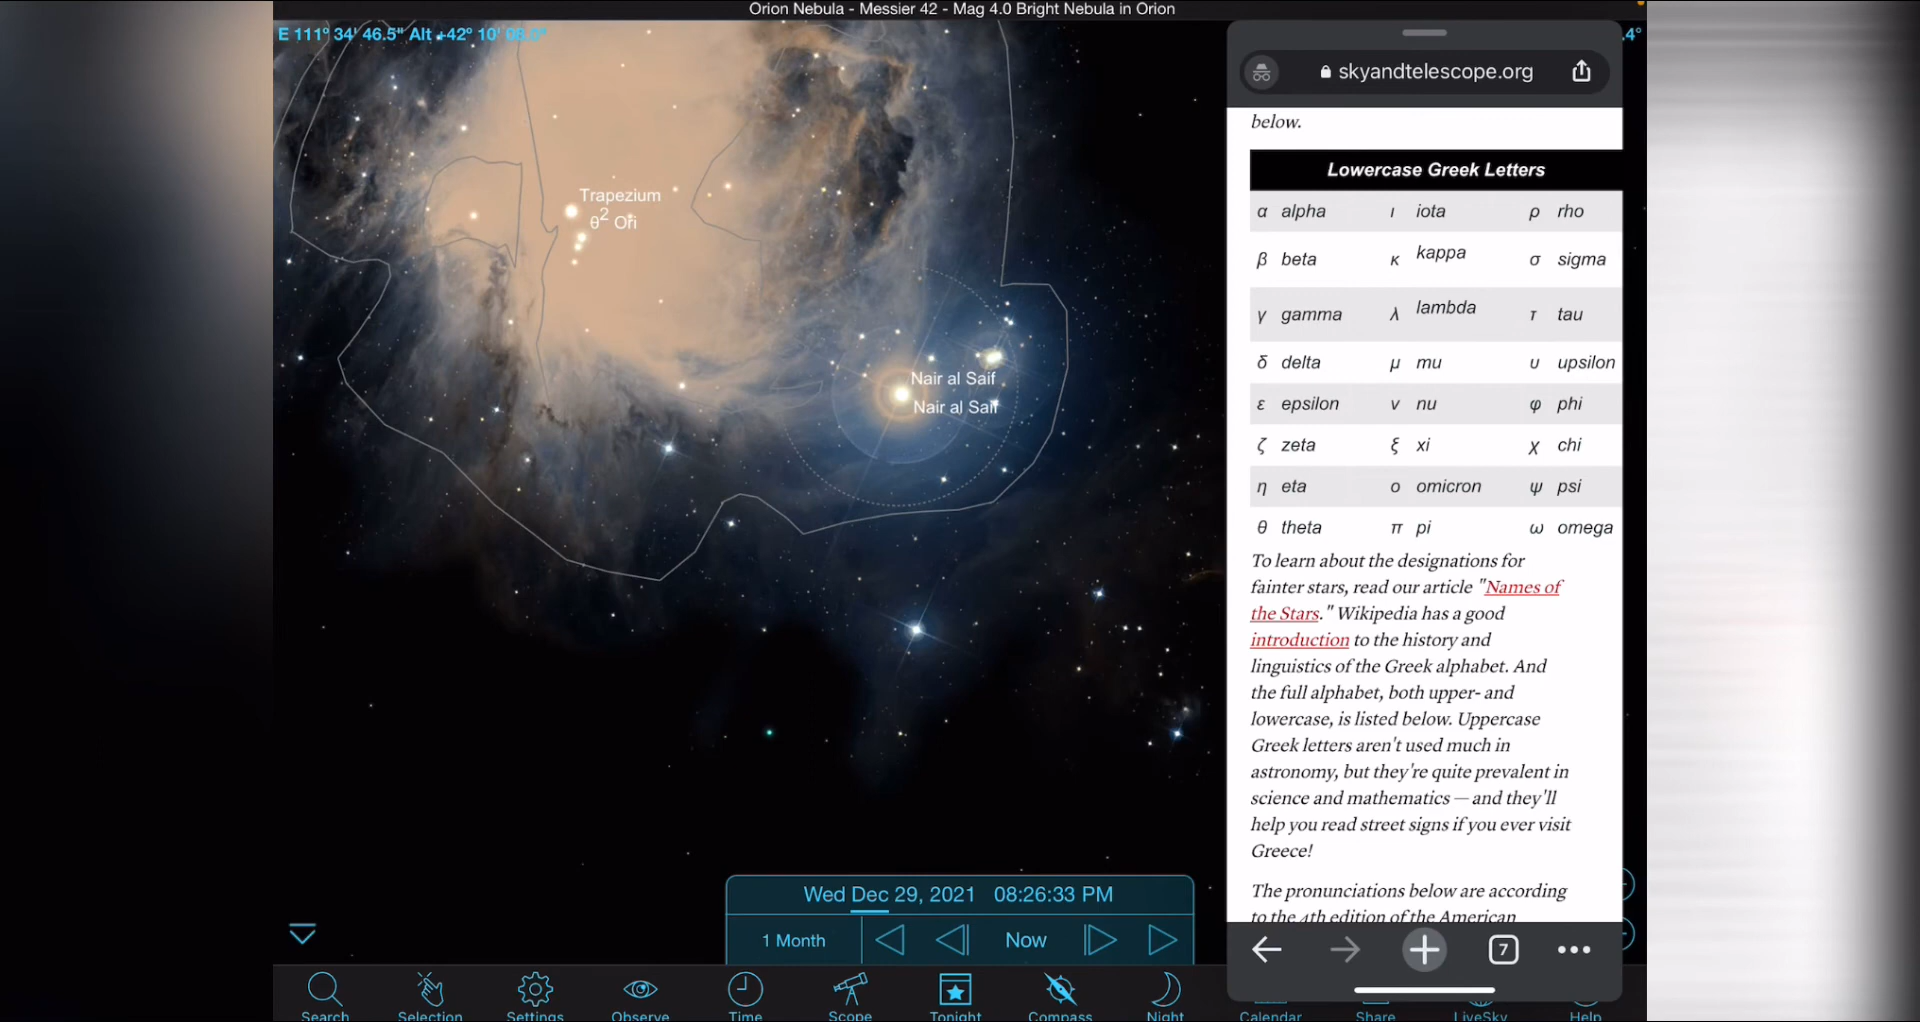 Orion Nebula - Messier 42 - Mag 4.0 Bright Nebula in Orion
E 111° 34' 46.5" Alt +42° 10'
.4°
Trapezium
θ² Ori
Nair al Saif
Nair al Saif
Wed Dec 29, 2021 08:26:33 PM
1 Month
Now
Search Selection Settings Observe Time Scope Tonight Compass Night Calendar Share LiveSky Help
skyandtelescope.org
below.
Lowercase Greek Letters
α alpha ι iota ρ rho
β beta κ kappa σ sigma
γ gamma λ lambda τ tau
δ delta μ mu υ upsilon
ε epsilon ν nu φ phi
ζ zeta ξ xi χ chi
η eta ο omicron ψ psi
θ theta π pi ω omega
To learn about the designations for
fainter stars, read our article "Names of
the Stars." Wikipedia has a good
introduction to the history and
linguistics of the Greek alphabet. And
the full alphabet, both upper- and
lowercase, is listed below. Uppercase
Greek letters aren't used much in
astronomy, but they're quite prevalent in
science and mathematics — and they'll
help you read street signs if you ever visit
Greece!
The pronunciations below are according
to the 4th edition of the American
7